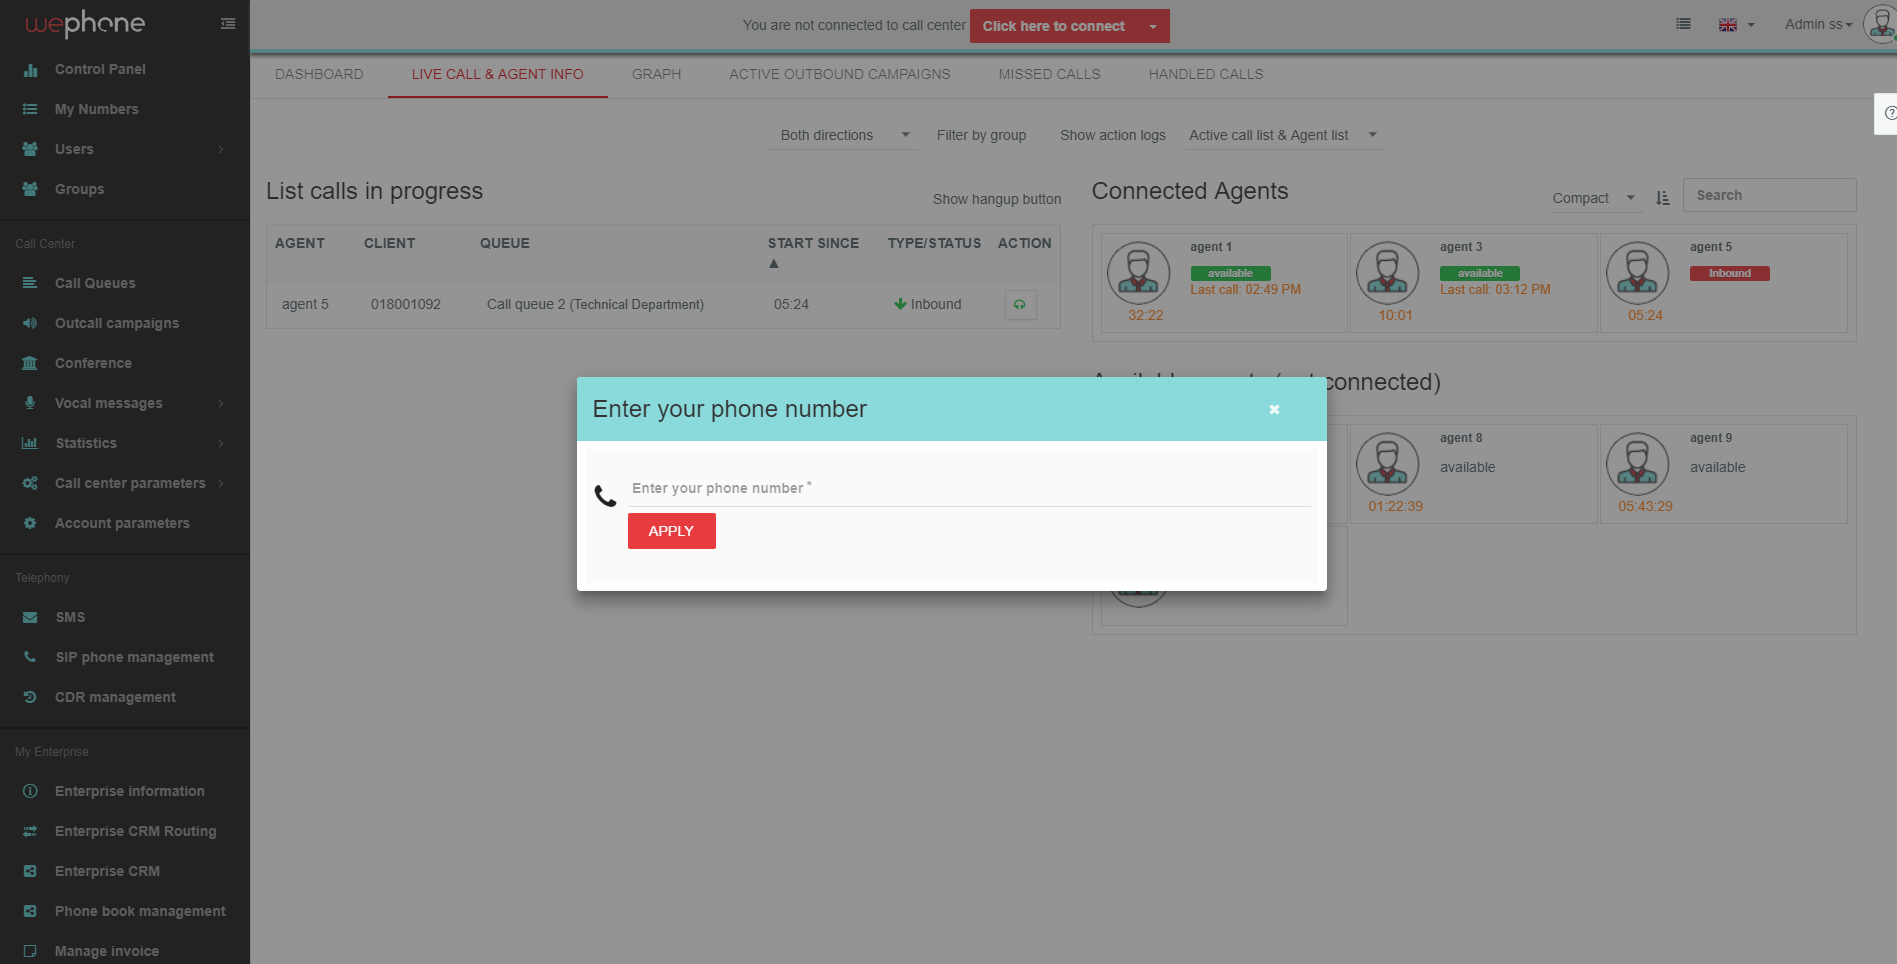 wephone
You are not connected to call center
Click here to connect
Admin ss
Control Panel
My Numbers
Users
Groups
Call Center
Call Queues
Outcall campaigns
Conference
Vocal messages
Statistics
Call center parameters
Account parameters
Telephony
SMS
SIP phone management
CDR management
My Enterprise
Enterprise information
Enterprise CRM Routing
Enterprise CRM
Phone book management
Manage invoice
DASHBOARD
LIVE CALL & AGENT INFO
GRAPH
ACTIVE OUTBOUND CAMPAIGNS
MISSED CALLS
HANDLED CALLS
Both directions
Filter by group
Show action logs
Active call list & Agent list
List calls in progress
Show hangup button
AGENT CLIENT QUEUE START SINCE ▲ TYPE/STATUS ACTION
agent 5 018001092 Call queue 2 (Technical Department) 05:24 Inbound
Connected Agents
Compact
Search
agent 1
available
Last call: 02:49 PM
32:22
agent 3
available
Last call: 03:12 PM
10:01
agent 5
Inbound
05:24
connected)
agent 8
available
01:22:39
agent 9
available
05:43:29
Enter your phone number
Enter your phone number *
APPLY